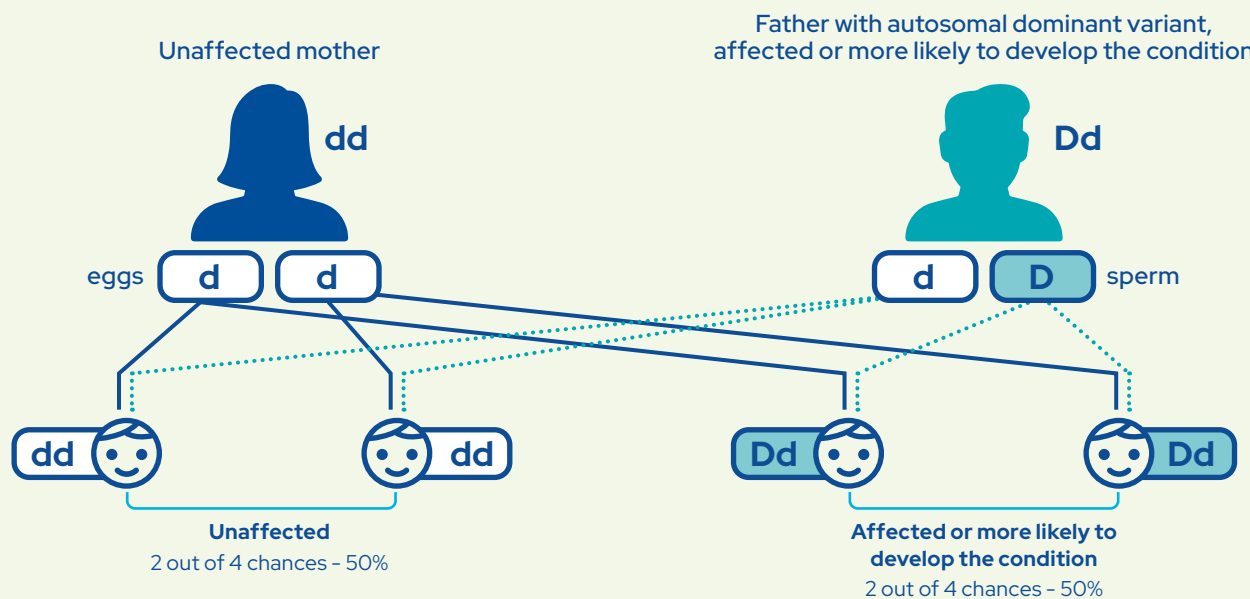 Unaffected mother
Father with autosomal dominant variant,
affected or more likely to develop the condition
dd
Dd
eggs
d
d
d
D
sperm
dd
dd
Dd
Dd
Unaffected
2 out of 4 chances - 50%
Affected or more likely to
develop the condition
2 out of 4 chances - 50%